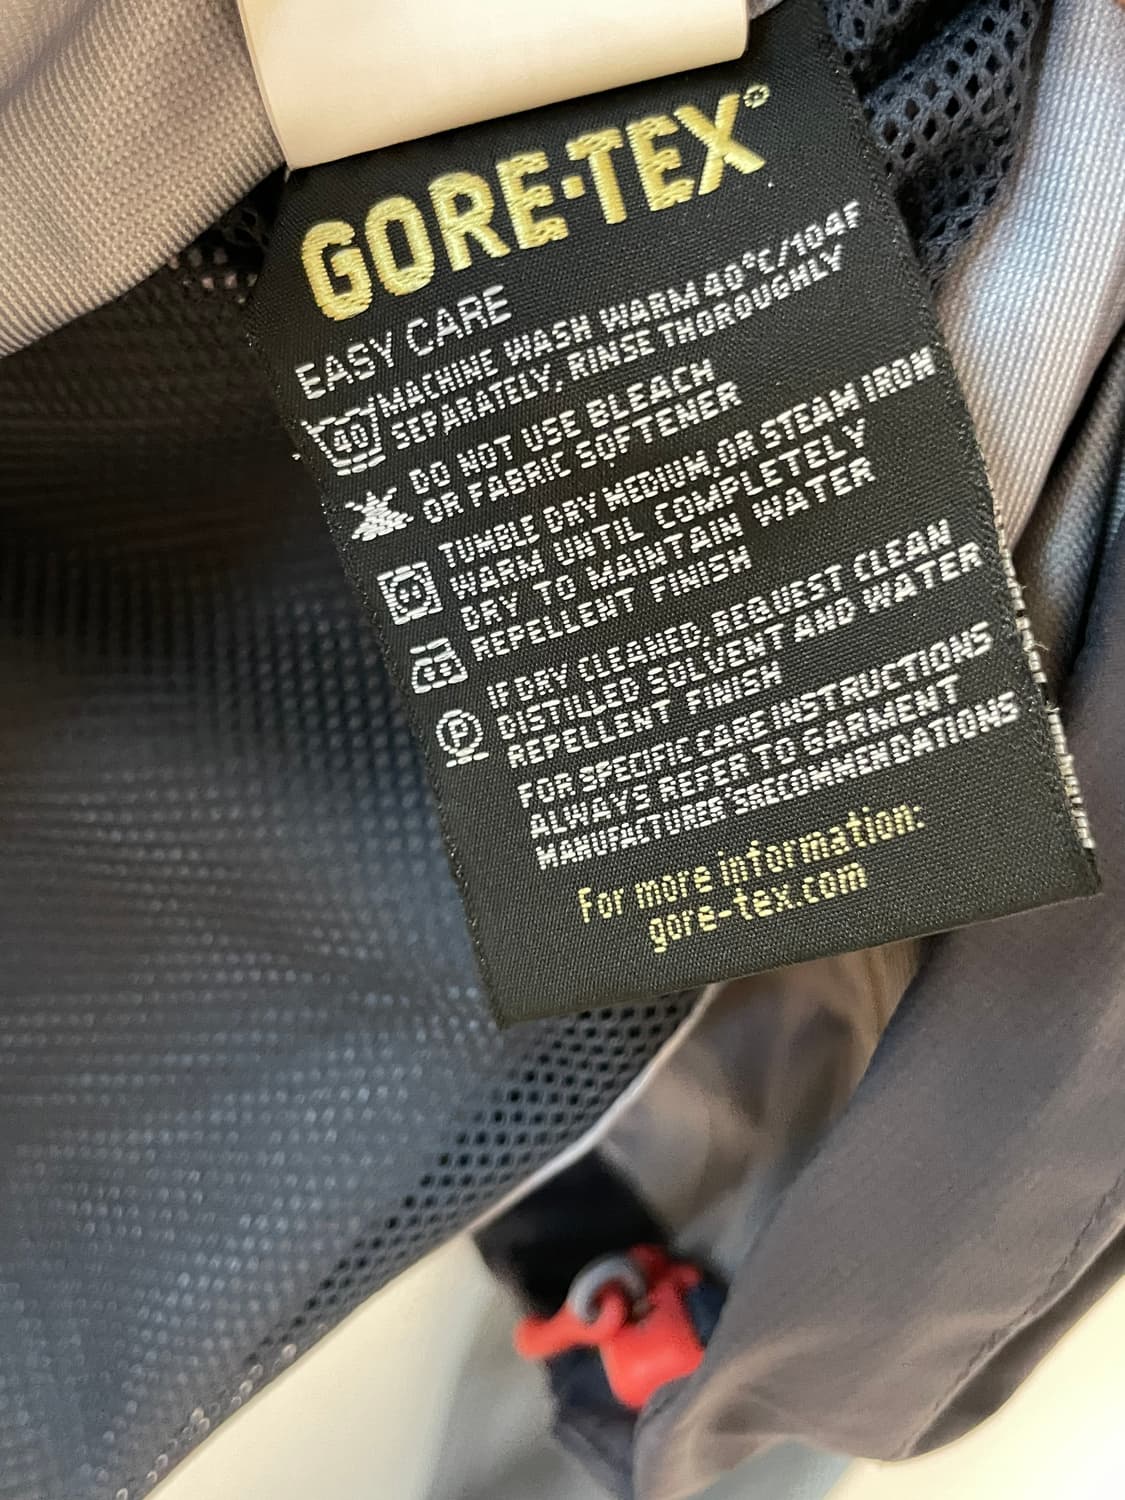 GORE-TEX®
EASY CARE
40 MACHINE WASH WARM 40°C/104F
SEPARATELY, RINSE THOROUGHLY
DO NOT USE BLEACH
OR FABRIC SOFTENER
TUMBLE DRY MEDIUM, OR STEAM IRON
WARM UNTIL COMPLETELY
DRY TO MAINTAIN WATER
REPELLENT FINISH
P IF DRY CLEANED, REQUEST CLEAN
DISTILLED SOLVENT AND WATER
REPELLENT FINISH
FOR SPECIFIC CARE INSTRUCTIONS
ALWAYS REFER TO GARMENT
MANUFACTURER'S RECOMMENDATIONS
For more information:
gore-tex.com